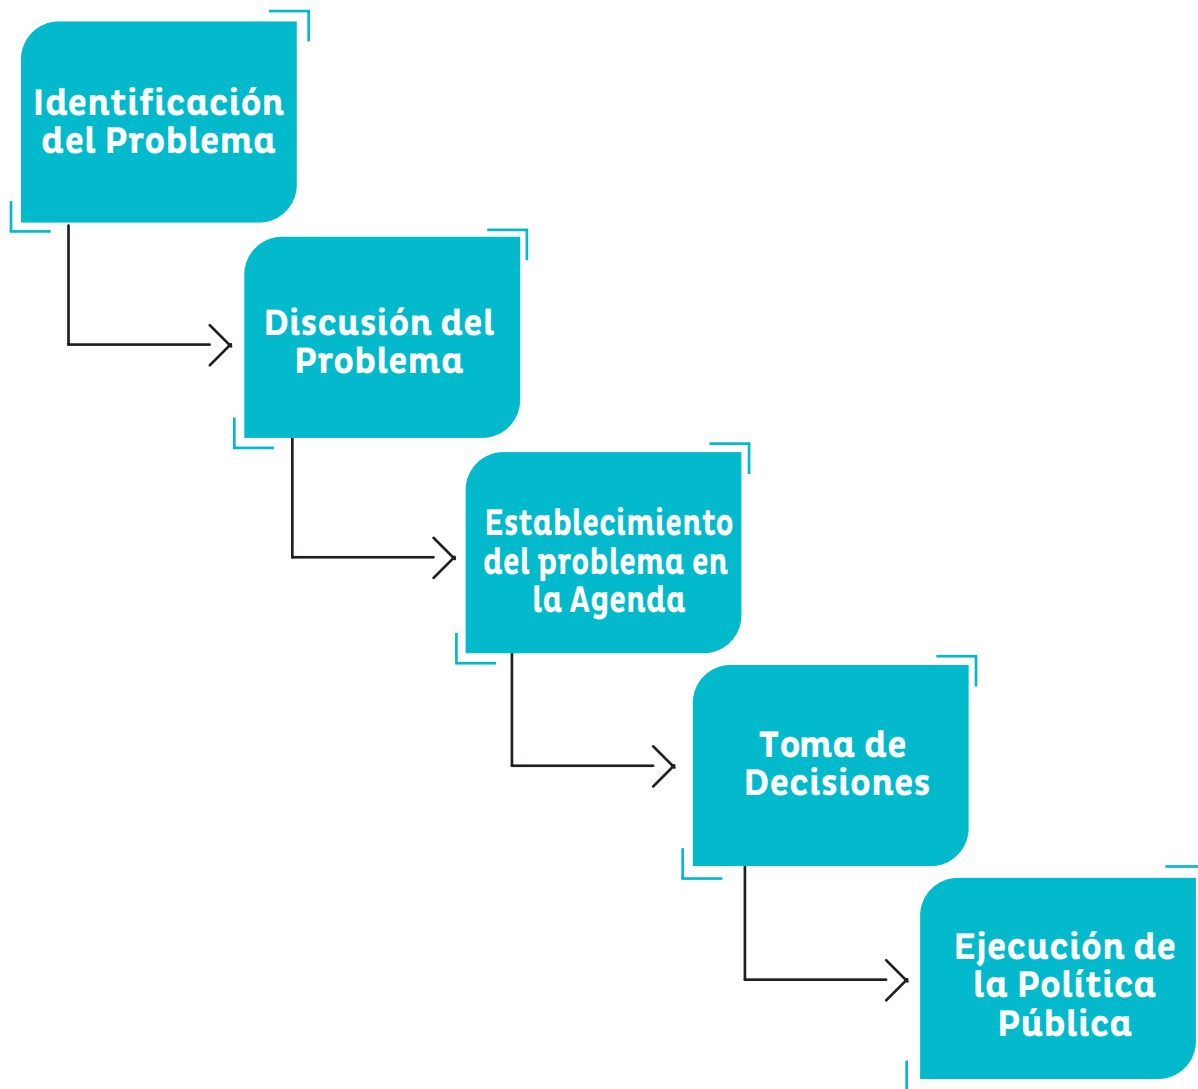 Identificación
del Problema
Discusión del
Problema
Establecimiento
del problema en
la Agenda
Toma de
Decisiones
Ejecución de
la Política
Pública